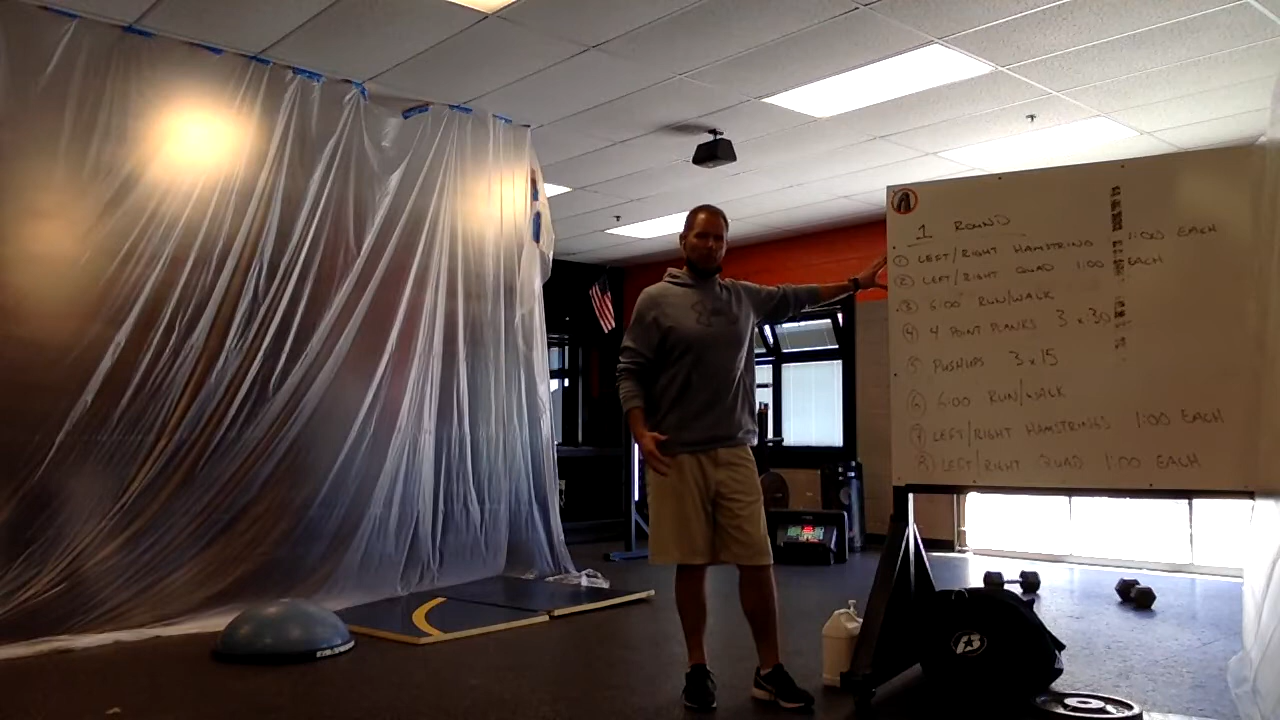 1 ROUND
① LEFT/RIGHT HAMSTRING 1:00 EACH
② LEFT/RIGHT QUAD 1:00 EACH
③ 6:00 RUN/WALK
④ 4 POINT PLANKS 3 x :30
⑤ PUSHUPS 3 x 15
⑥ 6:00 RUN/WALK
⑦ LEFT/RIGHT HAMSTRINGS 1:00 EACH
⑧ LEFT/RIGHT QUAD 1:00 EACH